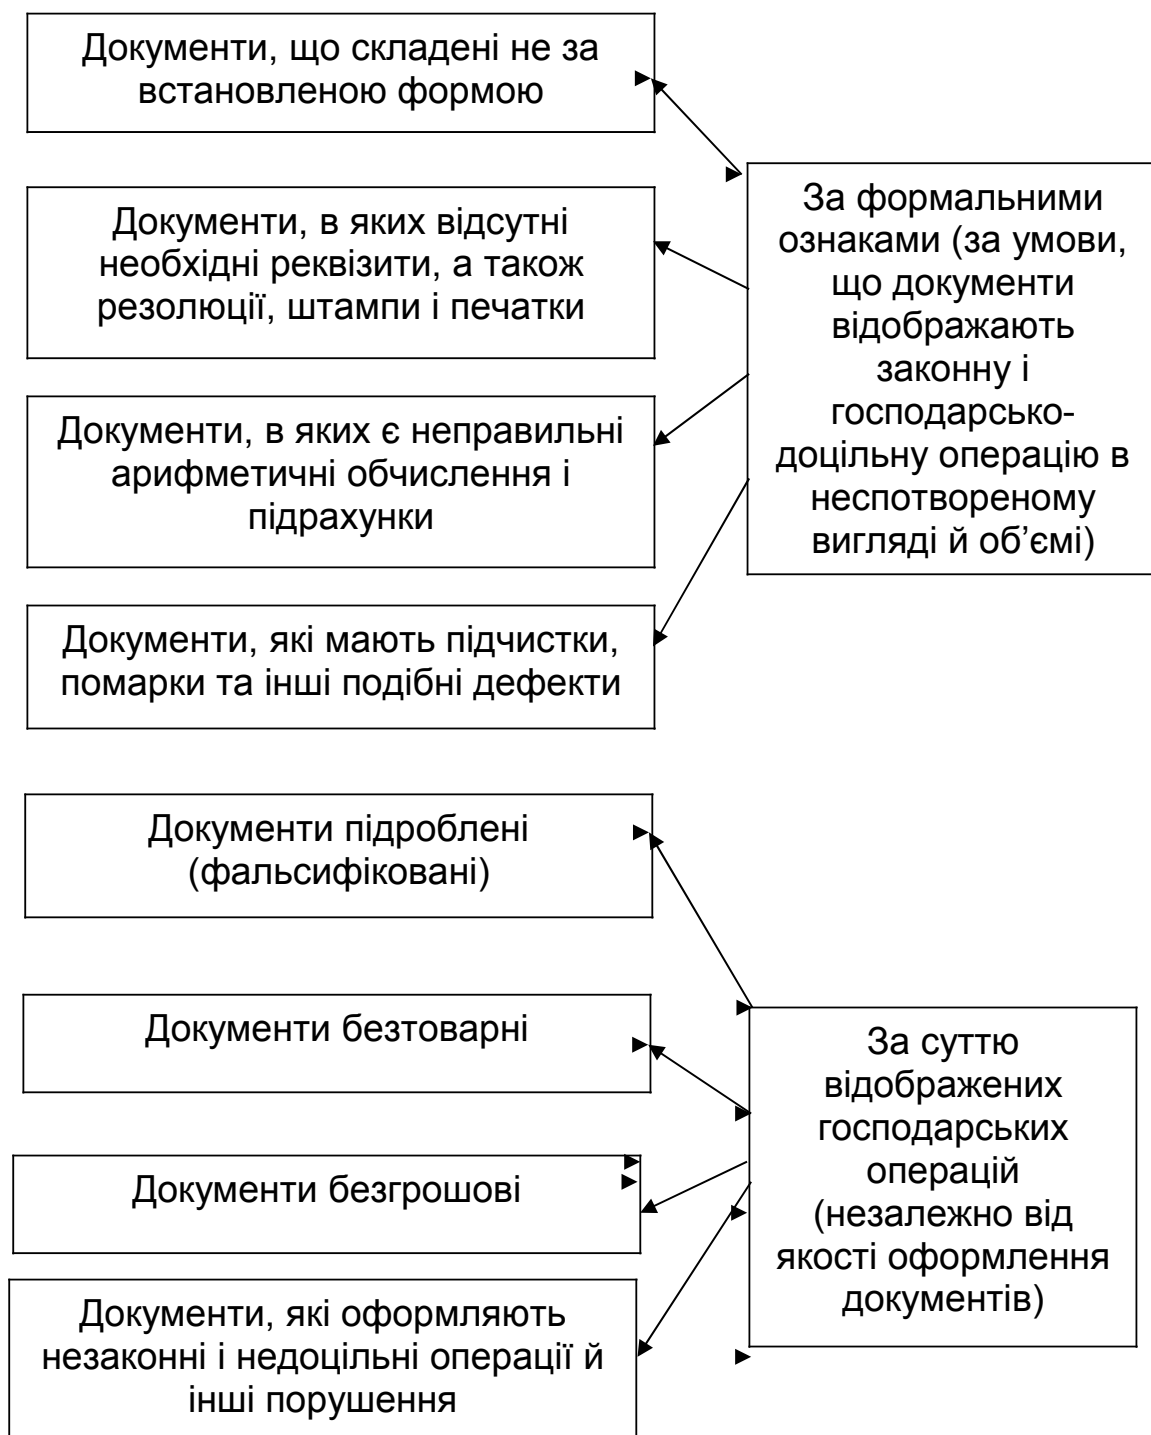 Документи, що складені не за
встановленою формою
Документи, в яких відсутні
необхідні реквізити, а також
резолюції, штампи і печатки
Документи, в яких є неправильні
арифметичні обчислення і
підрахунки
Документи, які мають підчистки,
помарки та інші подібні дефекти
За формальними
ознаками (за умови,
що документи
відображають
законну і
господарсько-
доцільну операцію в
неспотвореному
вигляді й об’ємі)
Документи підроблені
(фальсифіковані)
Документи безтоварні
Документи безгрошові
Документи, які оформляють
незаконні і недоцільні операції й
інші порушення
За суттю
відображених
господарських
операцій
(незалежно від
якості оформлення
документів)